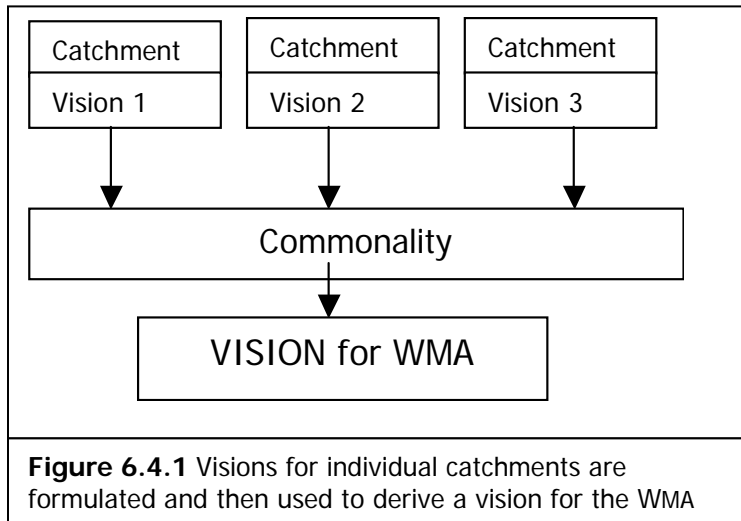 Catchment
Vision 1
Catchment
Vision 2
Catchment
Vision 3
Commonality
VISION for WMA
Figure 6.4.1 Visions for individual catchments are
formulated and then used to derive a vision for the WMA